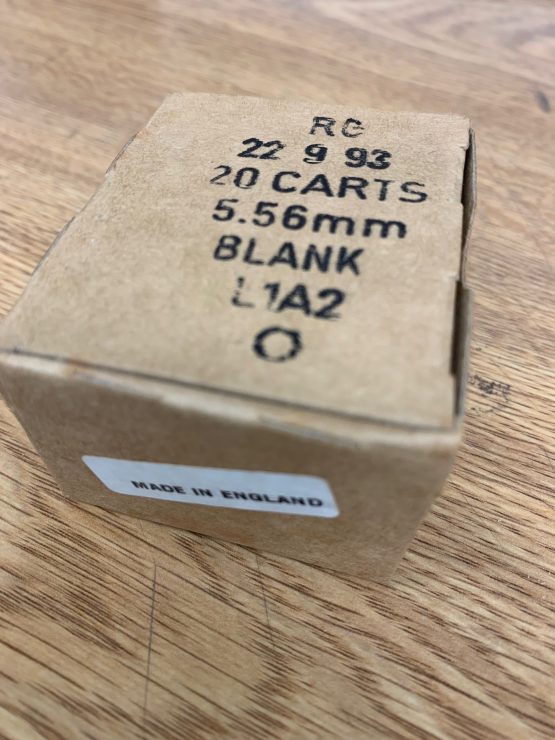 RG
22 9 93
20 CARTS
5.56mm
BLANK
L1A2
O
MADE IN ENGLAND